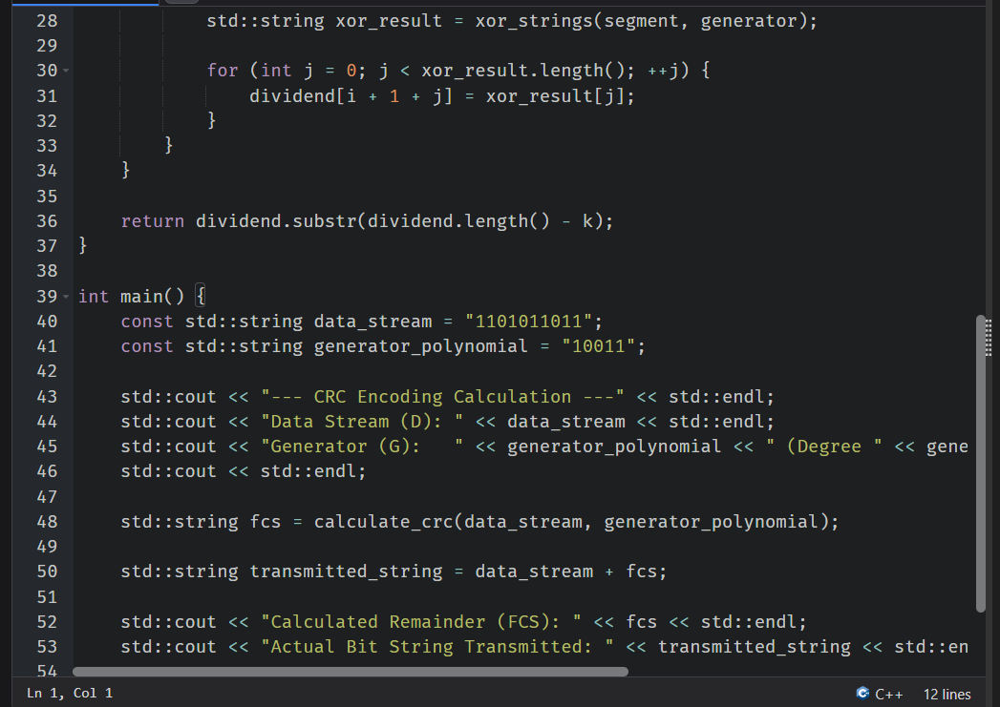 28 std::string xor_result = xor_strings(segment, generator);
29
30 for (int j = 0; j < xor_result.length(); ++j) {
31 dividend[i + 1 + j] = xor_result[j];
32 }
33 }
34 }
35
36 return dividend.substr(dividend.length() - k);
37 }
38
39 int main() {
40 const std::string data_stream = "1101011011";
41 const std::string generator_polynomial = "10011";
42
43 std::cout << "--- CRC Encoding Calculation ---" << std::endl;
44 std::cout << "Data Stream (D): " << data_stream << std::endl;
45 std::cout << "Generator (G):   " << generator_polynomial << " (Degree " << gene
46 std::cout << std::endl;
47
48 std::string fcs = calculate_crc(data_stream, generator_polynomial);
49
50 std::string transmitted_string = data_stream + fcs;
51
52 std::cout << "Calculated Remainder (FCS): " << fcs << std::endl;
53 std::cout << "Actual Bit String Transmitted: " << transmitted_string << std::en
54
Ln 1, Col 1 C++ 12 lines